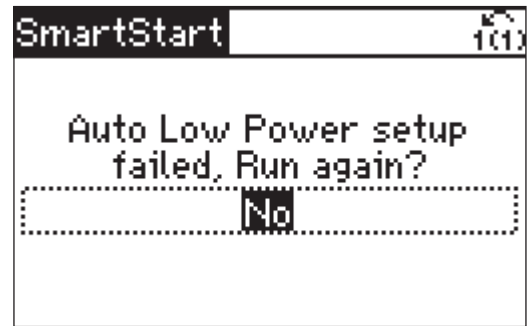 SmartStart
1(1)
Auto Low Power setup
failed, Run again?
No